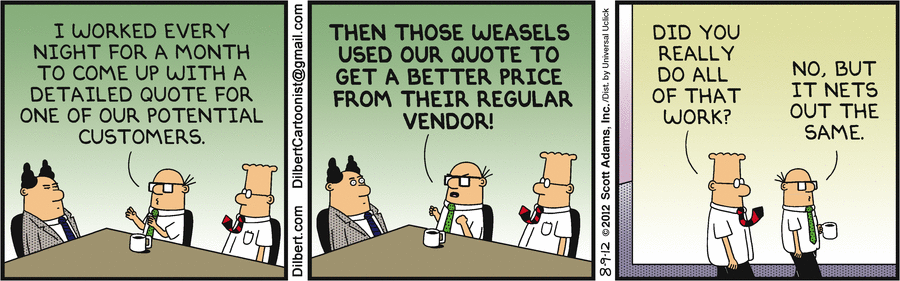 I WORKED EVERY
NIGHT FOR A MONTH
TO COME UP WITH A
DETAILED QUOTE FOR
ONE OF OUR POTENTIAL
CUSTOMERS.
Dilbert.com DilbertCartoonist@gmail.com
THEN THOSE WEASELS
USED OUR QUOTE TO
GET A BETTER PRICE
FROM THEIR REGULAR
VENDOR!
8-9-12 ©2012 Scott Adams, Inc. /Dist. by Universal Uclick
DID YOU
REALLY
DO ALL
OF THAT
WORK?
NO, BUT
IT NETS
OUT THE
SAME.